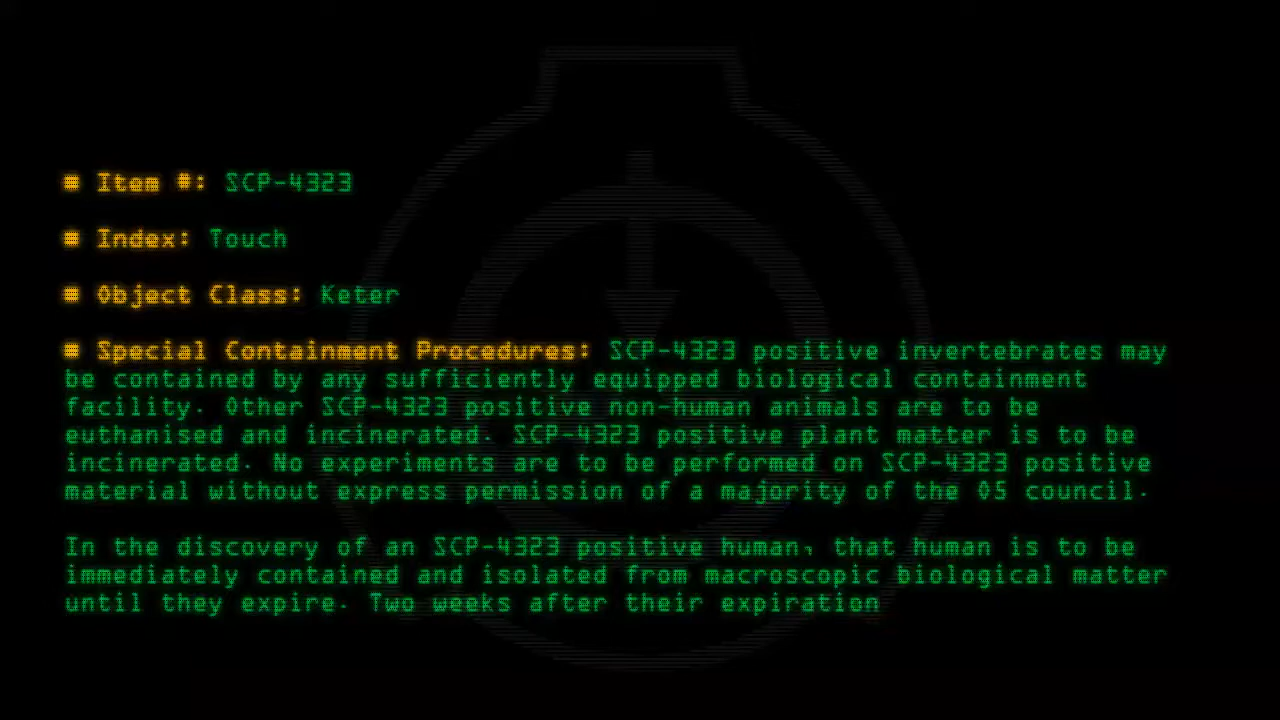 ■ Item #: SCP-4323
■ Index: Touch
■ Object Class: Keter
■ Special Containment Procedures: SCP-4323 positive invertebrates may
be contained by any sufficiently equipped biological containment
facility. Other SCP-4323 positive non-human animals are to be
euthanised and incinerated. SCP-4323 positive plant matter is to be
incinerated. No experiments are to be performed on SCP-4323 positive
material without express permission of a majority of the O5 council.
In the discovery of an SCP-4323 positive human, that human is to be
immediately contained and isolated from macroscopic biological matter
until they expire. Two weeks after their expiration